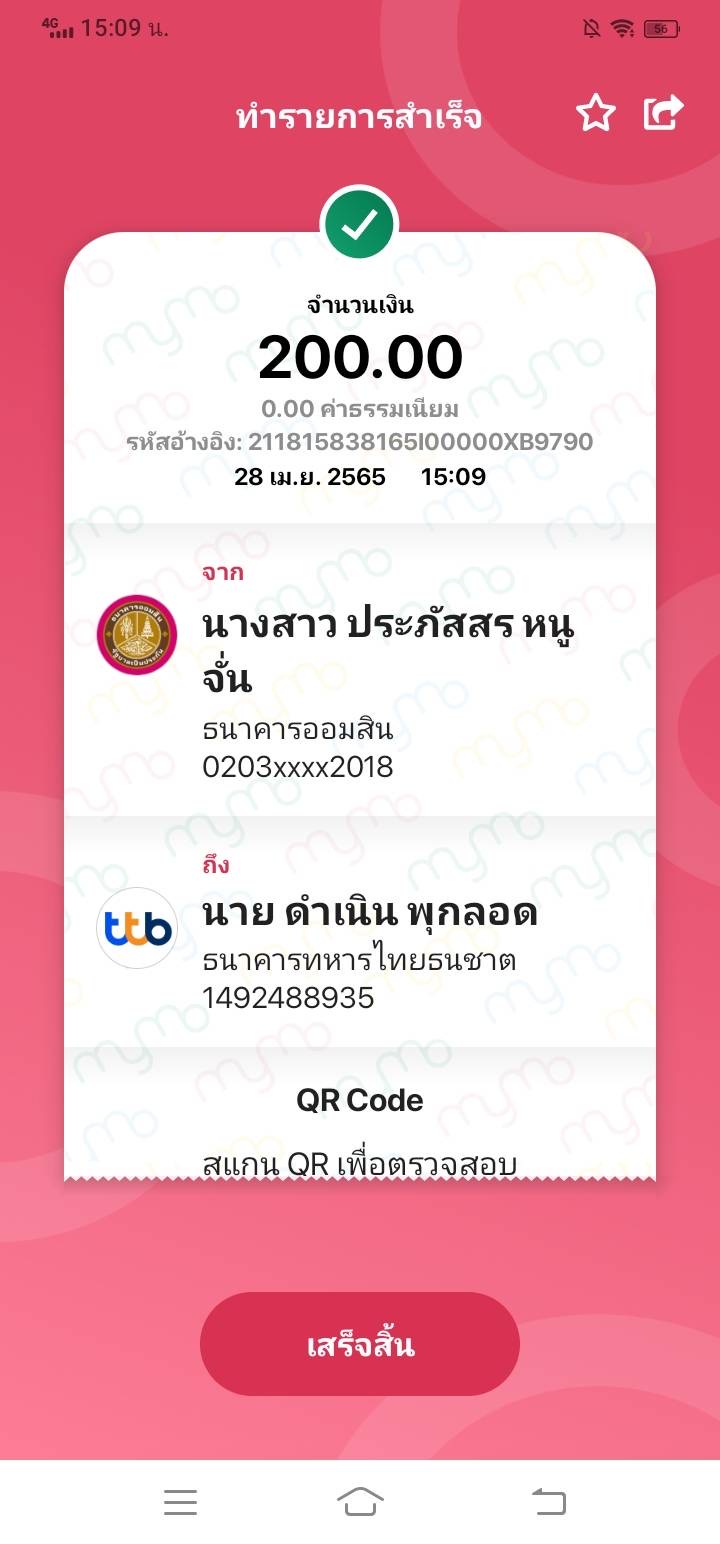 4G 15:09 น. 56
ทำรายการสำเร็จ
จำนวนเงิน
200.00
0.00 ค่าธรรมเนียม
รหัสอ้างอิง: 211815838165I00000XB9790
28 เม.ย. 2565 15:09
จาก
นางสาว ประภัสสร หนู
จั่น
ธนาคารออมสิน
0203xxxx2018
ถึง
ttb
นาย ดำเนิน พุกลอด
ธนาคารทหารไทยธนชาต
1492488935
QR Code
สแกน QR เพื่อตรวจสอบ
เสร็จสิ้น